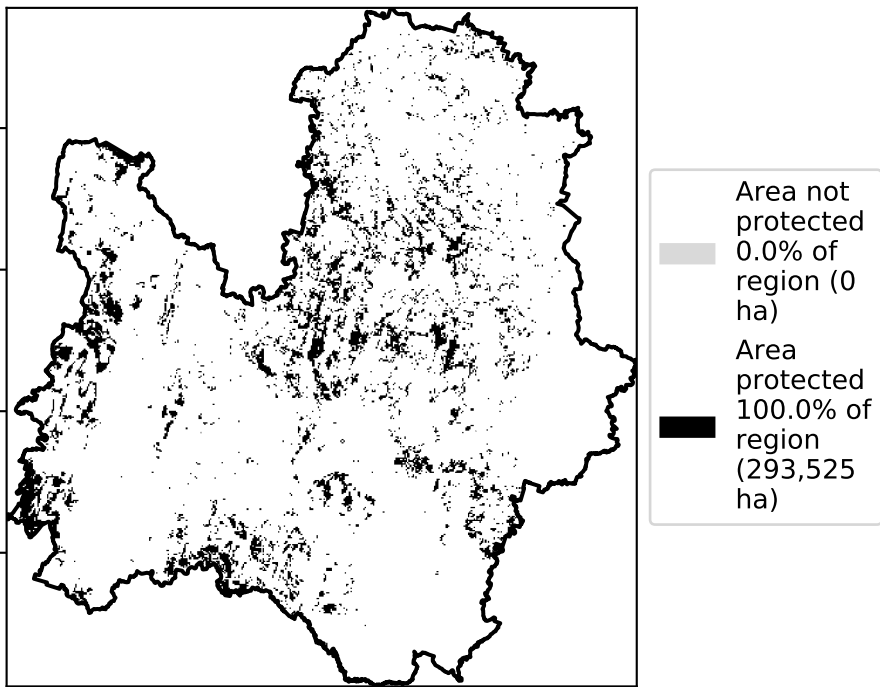 Area not
protected
0.0% of
region (0
ha)
Area
protected
100.0% of
region
(293,525
ha)